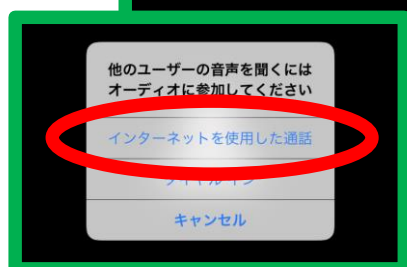 他のユーザーの音声を聞くには
オーディオに参加してください
インターネットを使用した通話
キャンセル